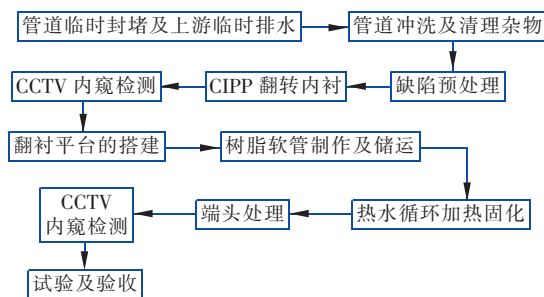 管道临时封堵及上游临时排水
管道冲洗及清理杂物
CCTV 内窥检测
CIPP 翻转内衬
缺陷预处理
翻衬平台的搭建
树脂软管制作及储运
CCTV
内窥检测
端头处理
热水循环加热固化
试验及验收